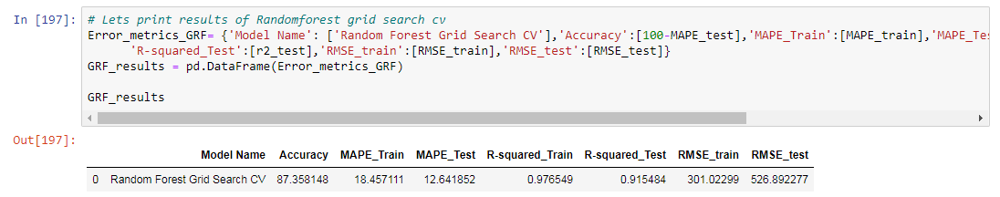 In [197]: # Lets print results of Randomforest grid search cv
Error_metrics_GRF= {'Model Name': ['Random Forest Grid Search CV'],'Accuracy':[100-MAPE_test],'MAPE_Train':[MAPE_train],'MAPE_Tes
'R-squared_Test':[r2_test],'RMSE_train':[RMSE_train],'RMSE_test':[RMSE_test]}
GRF_results = pd.DataFrame(Error_metrics_GRF)
GRF_results
Out[197]:
Model Name Accuracy MAPE_Train MAPE_Test R-squared_Train R-squared_Test RMSE_train RMSE_test
0 Random Forest Grid Search CV 87.358148 18.457111 12.641852 0.976549 0.915484 301.02299 526.892277